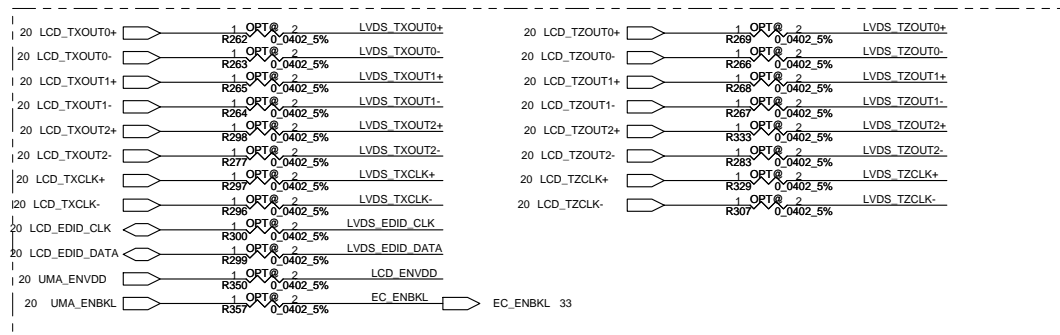 20 LCD_TXOUT0+ 1 OPT@ 2 LVDS_TXOUT0+
R262 0_0402_5%
20 LCD_TXOUT0- 1 OPT@ 2 LVDS_TXOUT0-
R263 0_0402_5%
20 LCD_TXOUT1+ 1 OPT@ 2 LVDS_TXOUT1+
R265 0_0402_5%
20 LCD_TXOUT1- 1 OPT@ 2 LVDS_TXOUT1-
R264 0_0402_5%
20 LCD_TXOUT2+ 1 OPT@ 2 LVDS_TXOUT2+
R298 0_0402_5%
20 LCD_TXOUT2- 1 OPT@ 2 LVDS_TXOUT2-
R277 0_0402_5%
20 LCD_TXCLK+ 1 OPT@ 2 LVDS_TXCLK+
R297 0_0402_5%
20 LCD_TXCLK- 1 OPT@ 2 LVDS_TXCLK-
R296 0_0402_5%
20 LCD_EDID_CLK 1 OPT@ 2 LVDS_EDID_CLK
R300 0_0402_5%
20 LCD_EDID_DATA 1 OPT@ 2 LVDS_EDID_DATA
R299 0_0402_5%
20 UMA_ENVDD 1 OPT@ 2 LCD_ENVDD
R350 0_0402_5%
20 UMA_ENBKL 1 OPT@ 2 EC_ENBKL EC_ENBKL 33
R357 0_0402_5%
20 LCD_TZOUT0+ 1 OPT@ 2 LVDS_TZOUT0+
R269 0_0402_5%
20 LCD_TZOUT0- 1 OPT@ 2 LVDS_TZOUT0-
R266 0_0402_5%
20 LCD_TZOUT1+ 1 OPT@ 2 LVDS_TZOUT1+
R268 0_0402_5%
20 LCD_TZOUT1- 1 OPT@ 2 LVDS_TZOUT1-
R267 0_0402_5%
20 LCD_TZOUT2+ 1 OPT@ 2 LVDS_TZOUT2+
R333 0_0402_5%
20 LCD_TZOUT2- 1 OPT@ 2 LVDS_TZOUT2-
R283 0_0402_5%
20 LCD_TZCLK+ 1 OPT@ 2 LVDS_TZCLK+
R329 0_0402_5%
20 LCD_TZCLK- 1 OPT@ 2 LVDS_TZCLK-
R307 0_0402_5%